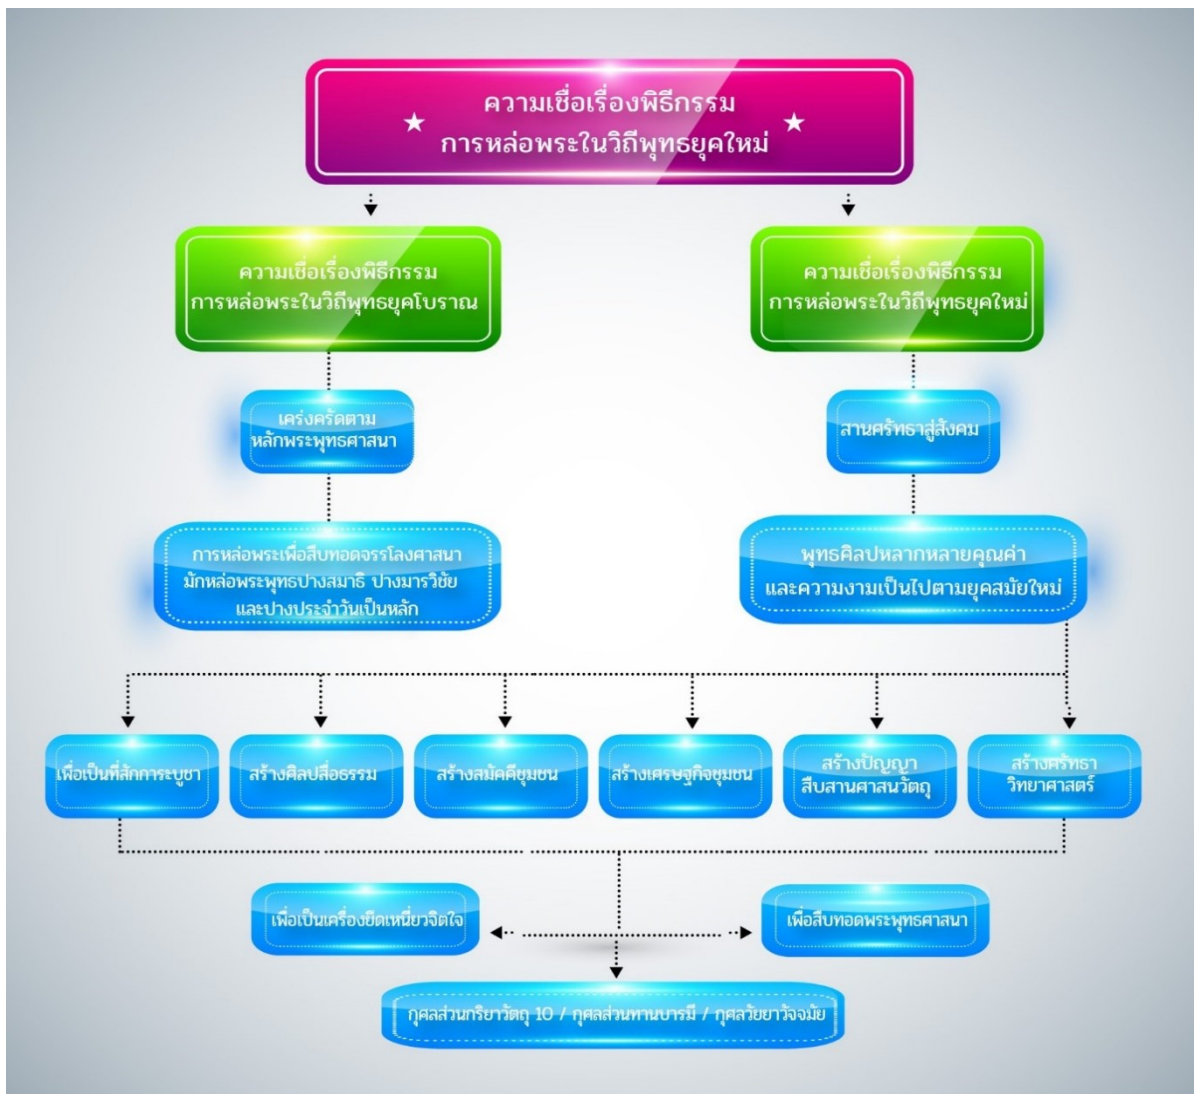 ความเชื่อเรื่องพิธีกรรม
การหล่อพระในวิถีพุทธยุคใหม่
ความเชื่อเรื่องพิธีกรรม
การหล่อพระในวิถีพุทธยุคโบราณ
ความเชื่อเรื่องพิธีกรรม
การหล่อพระในวิถีพุทธยุคใหม่
เคร่งครัดตาม
หลักพระพุทธศาสนา
สานศรัทธาสู่สังคม
การหล่อพระเพื่อสืบทอดจรรโลงศาสนา
มักหล่อพระพุทธปางสมาธิ ปางมารวิชัย
และปางประจำวันเป็นหลัก
พุทธศิลปหลากหลายคุณค่า
และความงามเป็นไปตามยุคสมัยใหม่
เพื่อเป็นที่สักการะบูชา
สร้างศิลปสื่อธรรม
สร้างสมัคคีชุมชน
สร้างเศรษฐกิจชุมชน
สร้างปัญญา
สืบสานศาสนวัตถุ
สร้างศรัทธา
วิทยาศาสตร์
เพื่อเป็นเครื่องยึดเหนี่ยวจิตใจ
เพื่อสืบทอดพระพุทธศาสนา
กุศลส่วนกริยาวัตถุ 10 / กุศลส่วนทานบารมี / กุศลวัยยาวัจจมัย